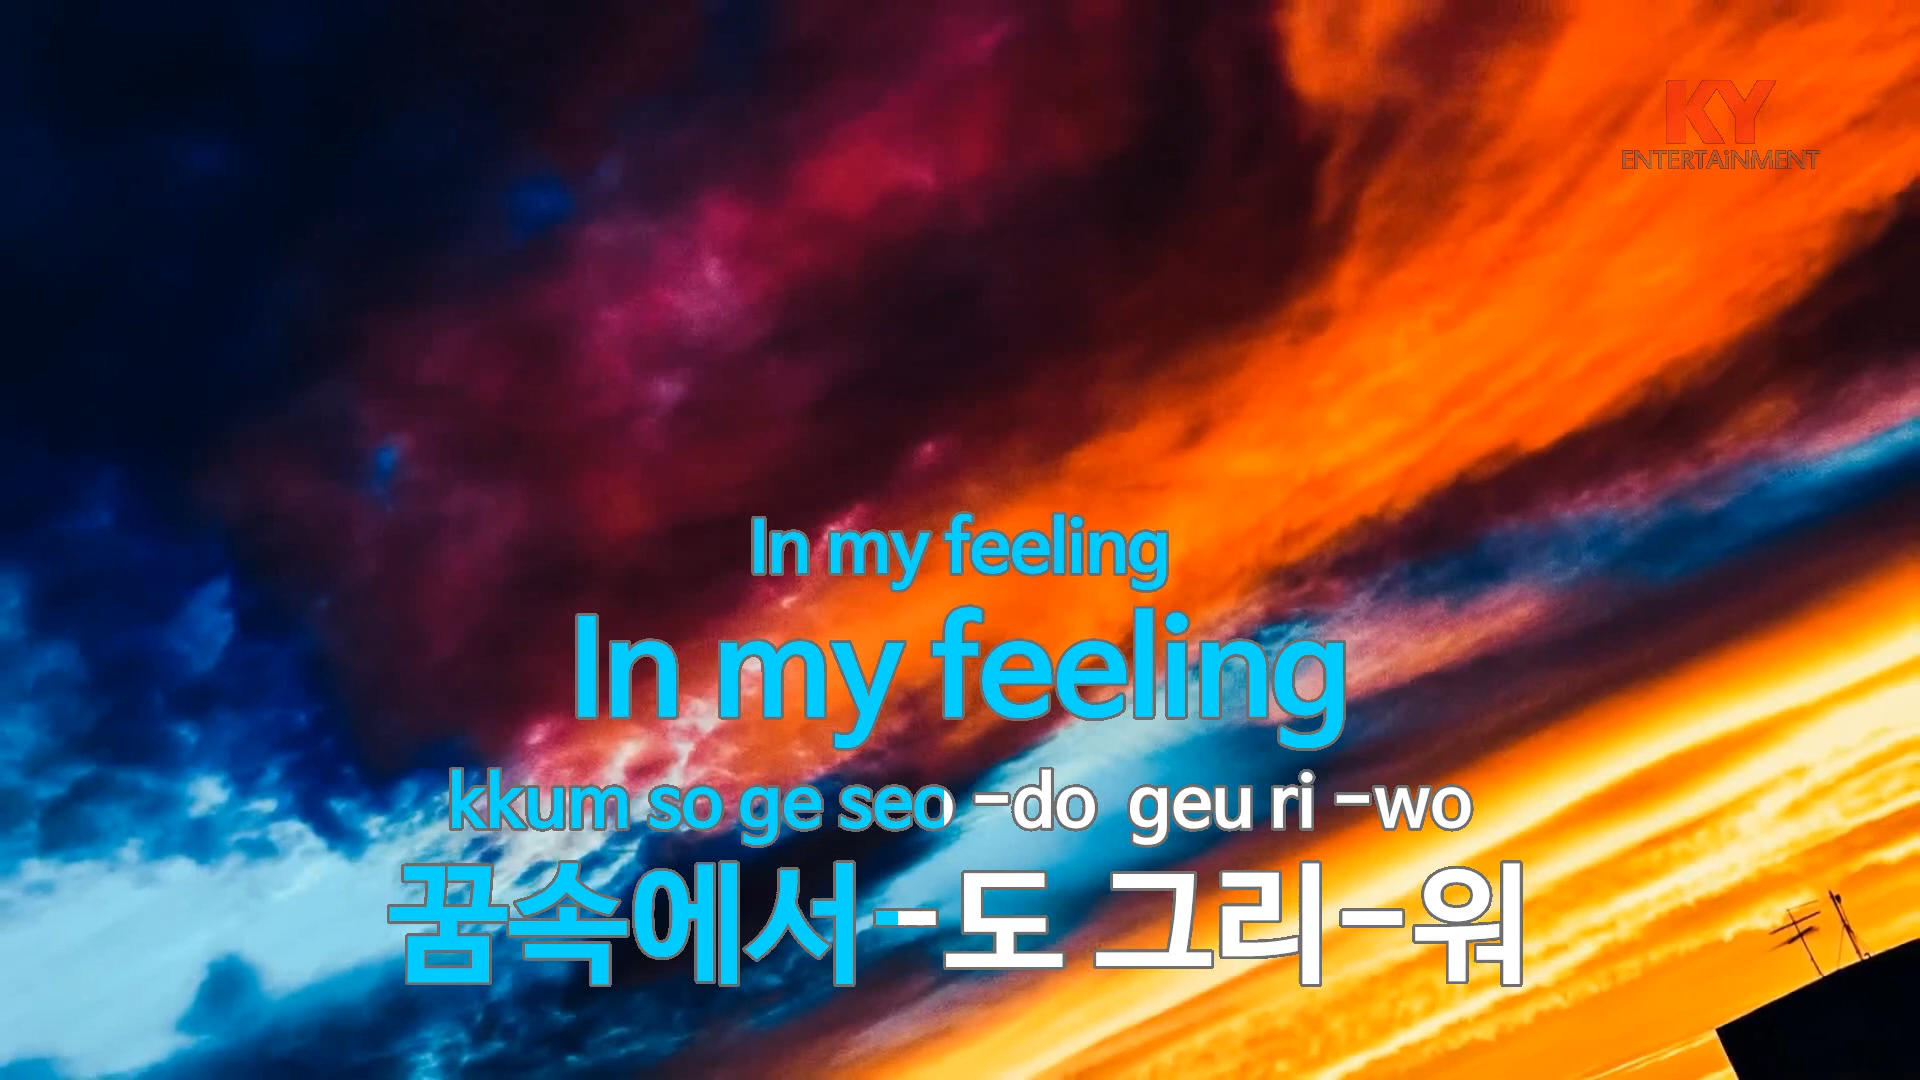 KY
ENTERTAiNMENT
In my feeling
In my feeling
kkum so ge seo -do geu ri -wo
꿈속에서-도 그리-워